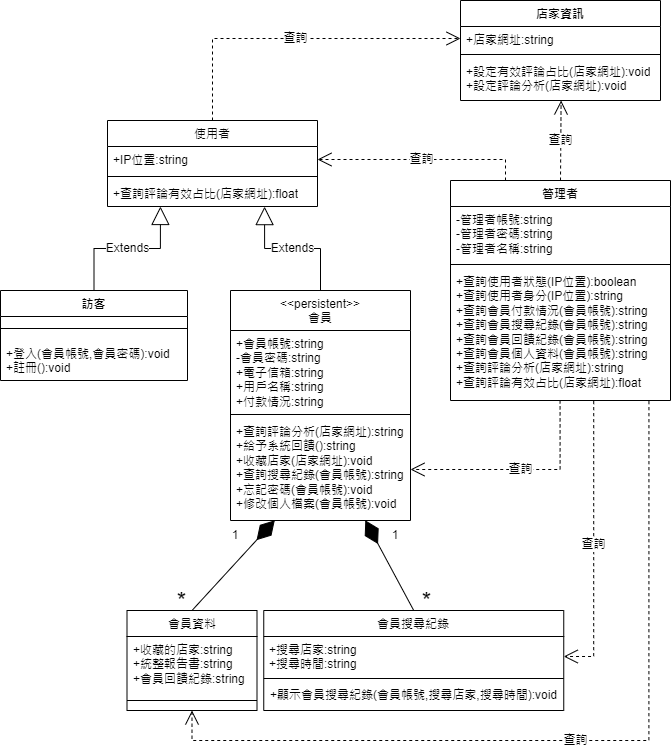 店家資訊
+店家網址:string
+設定有效評論占比(店家網址):void
+設定評論分析(店家網址):void
查詢
使用者
+IP位置:string
+查詢評論有效占比(店家網址):float
查詢
查詢
管理者
-管理者帳號:string
-管理者密碼:string
-管理者名稱:string
+查詢使用者狀態(IP位置):boolean
+查詢使用者身分(IP位置):string
+查詢會員付款情況(會員帳號):string
+查詢會員搜尋紀錄(會員帳號):string
+查詢會員回饋紀錄(會員帳號):string
+查詢會員個人資料(會員帳號):string
+查詢評論分析(店家網址):string
+查詢評論有效占比(店家網址):float
Extends
Extends
訪客
+登入(會員帳號,會員密碼):void
+註冊():void
<<persistent>>
會員
+會員帳號:string
-會員密碼:string
+電子信箱:string
+用戶名稱:string
+付款情況:string
+查詢評論分析(店家網址):string
+給予系統回饋():string
+收藏店家(店家網址):void
+查詢搜尋紀錄(會員帳號):string
+忘記密碼(會員帳號):void
+修改個人檔案(會員帳號):void
查詢
1
1
查詢
*
*
會員資料
+收藏的店家:string
+統整報告書:string
+會員回饋紀錄:string
會員搜尋紀錄
+搜尋店家:string
+搜尋時間:string
+顯示會員搜尋紀錄(會員帳號,搜尋店家,搜尋時間):void
查詢